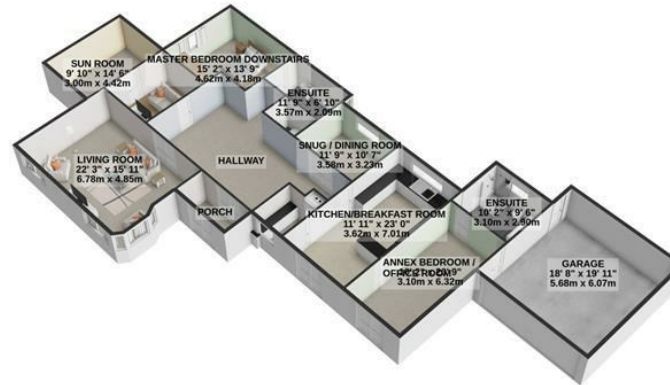 SUN ROOM
9' 10" x 14' 6"
3.00m x 4.42m
MASTER BEDROOM DOWNSTAIRS
15' 2" x 13' 9"
4.62m x 4.18m
ENSUITE
11' 9" x 6' 10"
3.57m x 2.09m
SNUG / DINING ROOM
11' 9" x 10' 7"
3.58m x 3.23m
LIVING ROOM
22' 3" x 15' 11"
6.78m x 4.85m
HALLWAY
PORCH
KITCHEN/BREAKFAST ROOM
11' 11" x 23' 0"
3.62m x 7.01m
ENSUITE
10' 2" x 9' 6"
3.10m x 2.90m
ANNEX BEDROOM /
OFFICE ROOM
3.10m x 6.32m
GARAGE
18' 8" x 19' 11"
5.68m x 6.07m